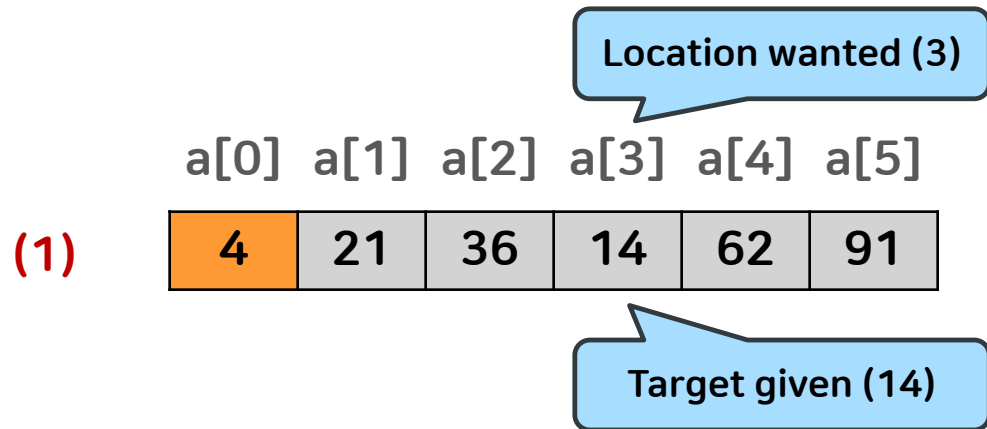 Location wanted (3)
a[0] a[1] a[2] a[3] a[4] a[5]
(1) 4 21 36 14 62 91
Target given (14)